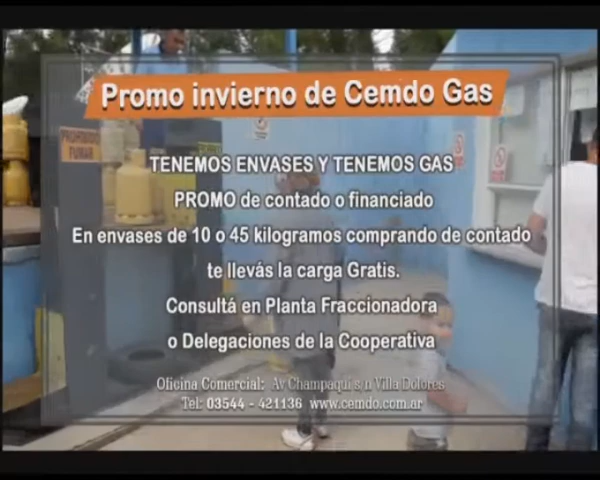 Promo invierno de Cemdo Gas
PROHIBIDO
FUMAR
TENEMOS ENVASES Y TENEMOS GAS
PROMO de contado o financiado
En envases de 10 o 45 kilogramos comprando de contado
te llevás la carga Gratis.
Consultá en Planta Fraccionadora
o Delegaciones de la Cooperativa
Oficina Comercial: Av Champaqui s/n Villa Dolores
Tel: 03544 - 421136 www.cemdo.com.ar